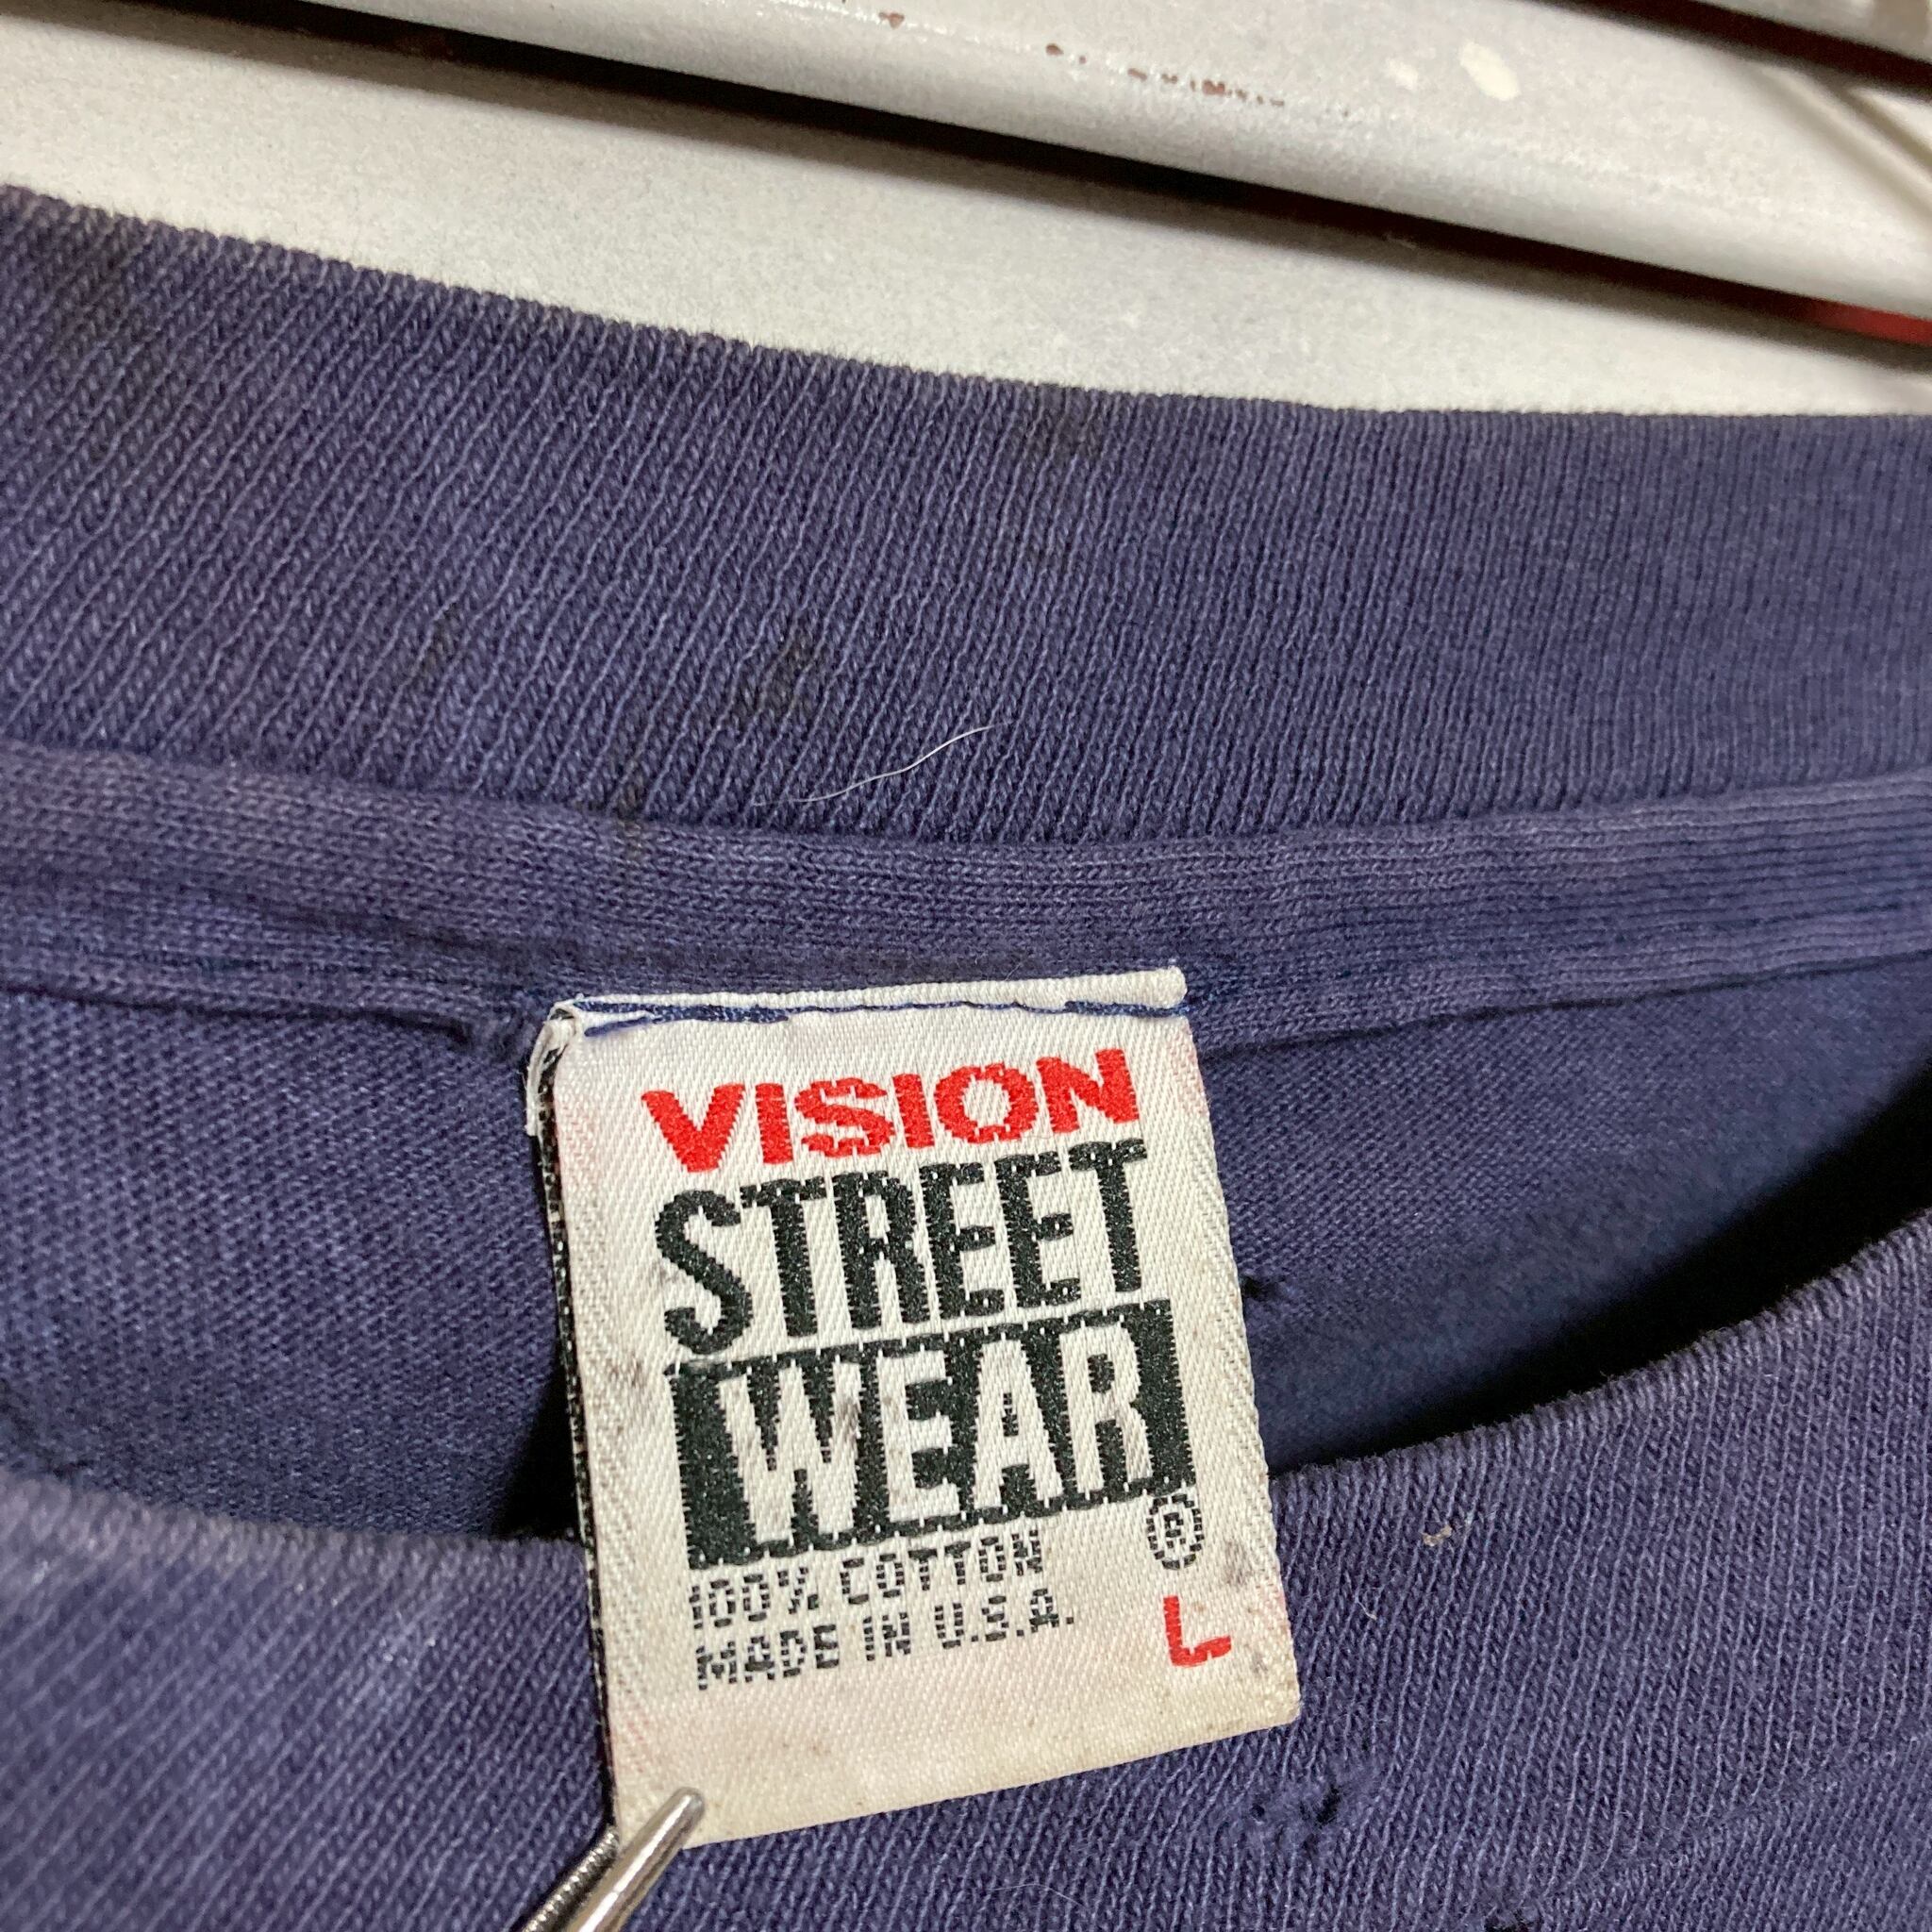 VISION
STREET
WEAR
®
100% COTTON
MADE IN U.S.A.
L